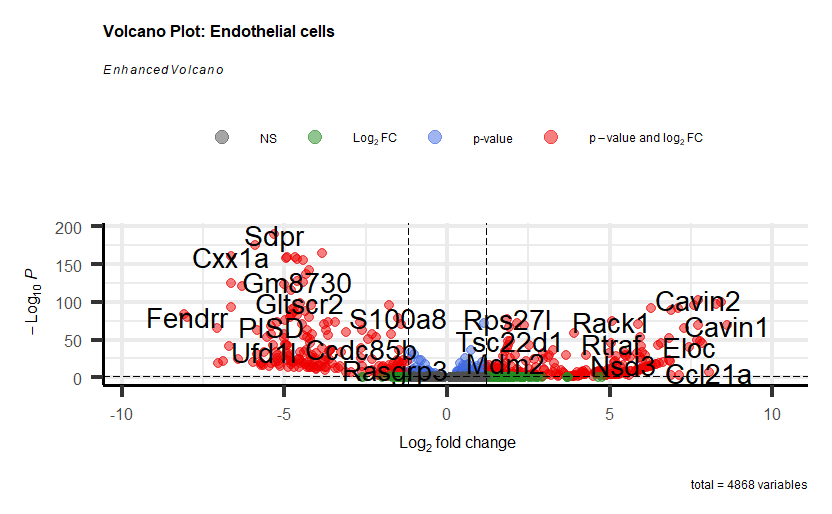 Volcano Plot: Endothelial cells
EnhancedVolcano
NS
Log2 FC
p-value
p − value and log2 FC
200
150
100
50
0
− Log10 P
Sdpr
Cxx1a
Gm8730
Gltscr2
Fendrr
S100a8
PISD
Ufd1l
Ccdc85b
Rasgrp3
Rps27l
Tsc22d1
Mdm2
Rack1
Rtraf
Nsd3
Cavin2
Cavin1
Eloc
Ccl21a
-10
-5
0
5
10
Log2 fold change
total = 4868 variables